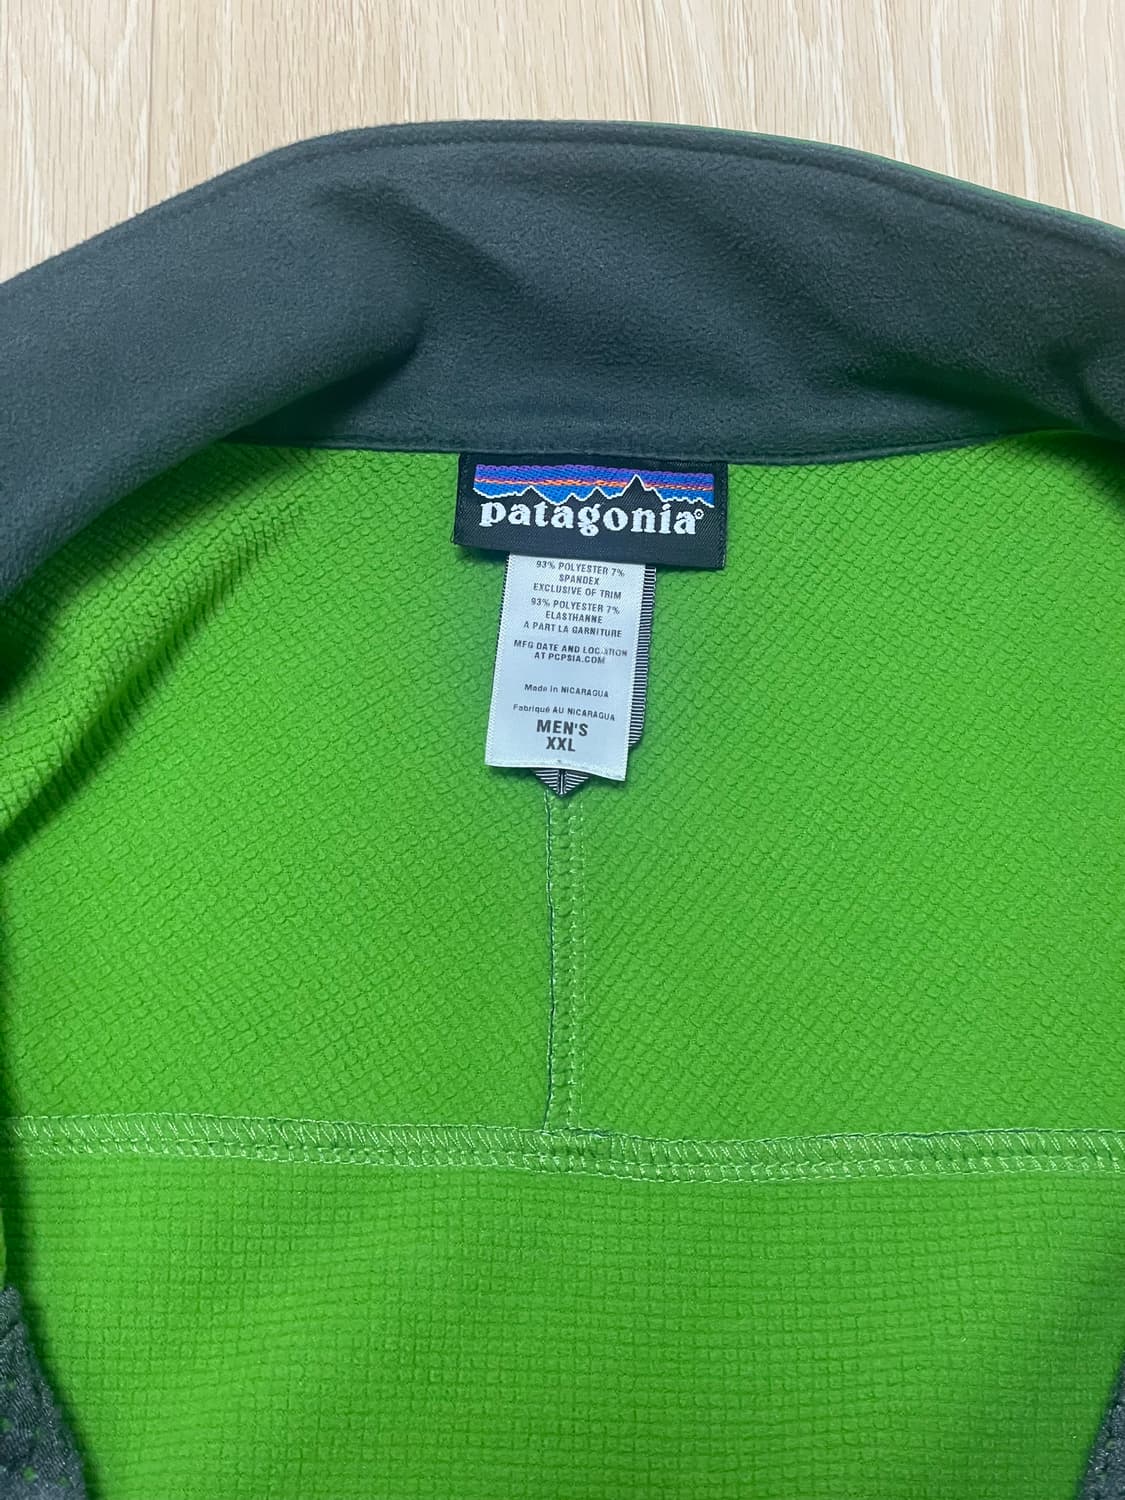 patagonia®
93% POLYESTER 7%
SPANDEX
EXCLUSIVE OF TRIM
93% POLYESTER 7%
ELASTHANNE
A PART LA GARNITURE
MFG DATE AND LOCATION
AT PCPSIA.COM
Made in NICARAGUA
Fabriqué AU NICARAGUA
MEN'S
XXL